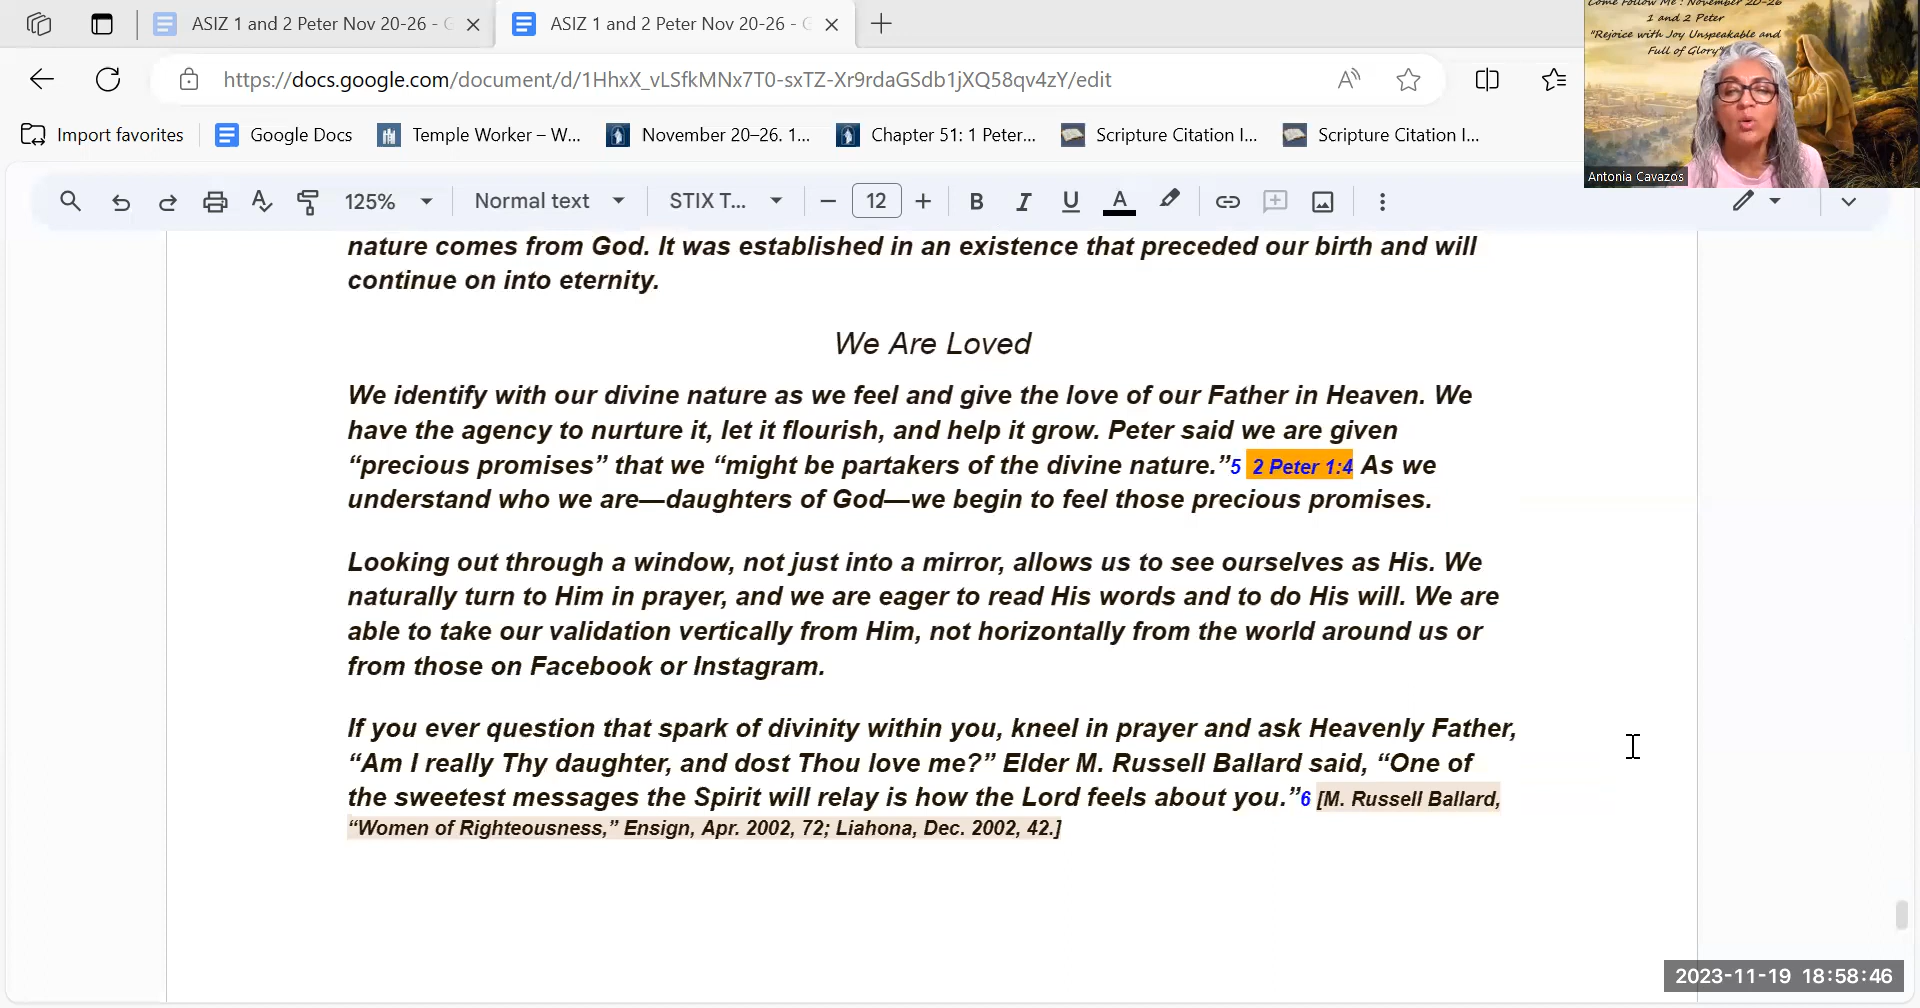 ASIZ 1 and 2 Peter Nov 20-26 - G
ASIZ 1 and 2 Peter Nov 20-26 - G
https://docs.google.com/document/d/1HhxX_vLSfkMNx7T0-sxTZ-Xr9rdaGSdb1jXQ58qv4zY/edit
Import favorites
Google Docs
Temple Worker – W...
November 20–26. 1...
Chapter 51: 1 Peter...
Scripture Citation I...
Scripture Citation I...
Come Follow Me : November 20-26
1 and 2 Peter
"Rejoice with Joy Unspeakable and
Full of Glory"
Antonia Cavazos
125%
Normal text
STIX T...
12
B
I
U
A
nature comes from God. It was established in an existence that preceded our birth and will
continue on into eternity.
We Are Loved
We identify with our divine nature as we feel and give the love of our Father in Heaven. We
have the agency to nurture it, let it flourish, and help it grow. Peter said we are given
“precious promises” that we “might be partakers of the divine nature.”5 2 Peter 1:4 As we
understand who we are—daughters of God—we begin to feel those precious promises.
Looking out through a window, not just into a mirror, allows us to see ourselves as His. We
naturally turn to Him in prayer, and we are eager to read His words and to do His will. We are
able to take our validation vertically from Him, not horizontally from the world around us or
from those on Facebook or Instagram.
If you ever question that spark of divinity within you, kneel in prayer and ask Heavenly Father,
“Am I really Thy daughter, and dost Thou love me?” Elder M. Russell Ballard said, “One of
the sweetest messages the Spirit will relay is how the Lord feels about you.”6 [M. Russell Ballard,
“Women of Righteousness,” Ensign, Apr. 2002, 72; Liahona, Dec. 2002, 42.]
2023-11-19 18:58:46